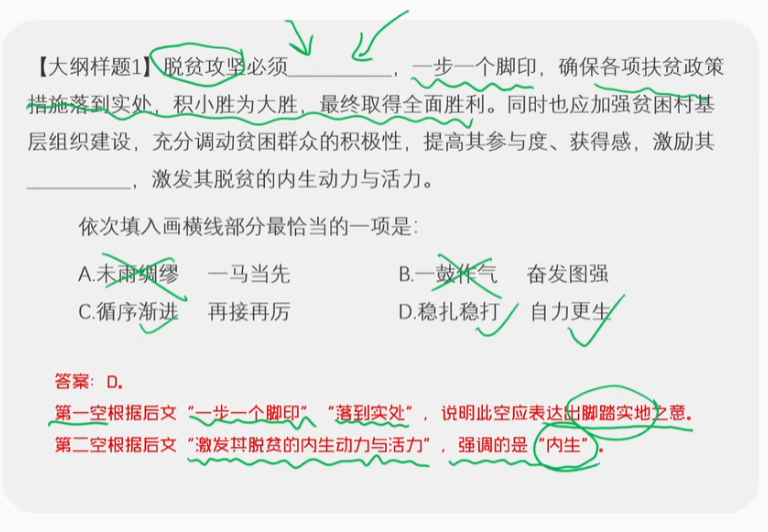 【大纲样题1】脱贫攻坚必须__________，一步一个脚印，确保各项扶贫政策
措施落到实处，积小胜为大胜，最终取得全面胜利。同时也应加强贫困村基
层组织建设，充分调动贫困群众的积极性，提高其参与度、获得感，激励其
__________，激发其脱贫的内生动力与活力。
依次填入画横线部分最恰当的一项是：
A.未雨绸缪 一马当先 B.一鼓作气 奋发图强
C.循序渐进 再接再厉 D.稳扎稳打 自力更生
答案：D。
第一空根据后文“一步一个脚印”“落到实处”，说明此空应表达出脚踏实地之意。
第二空根据后文“激发其脱贫的内生动力与活力”，强调的是“内生”。